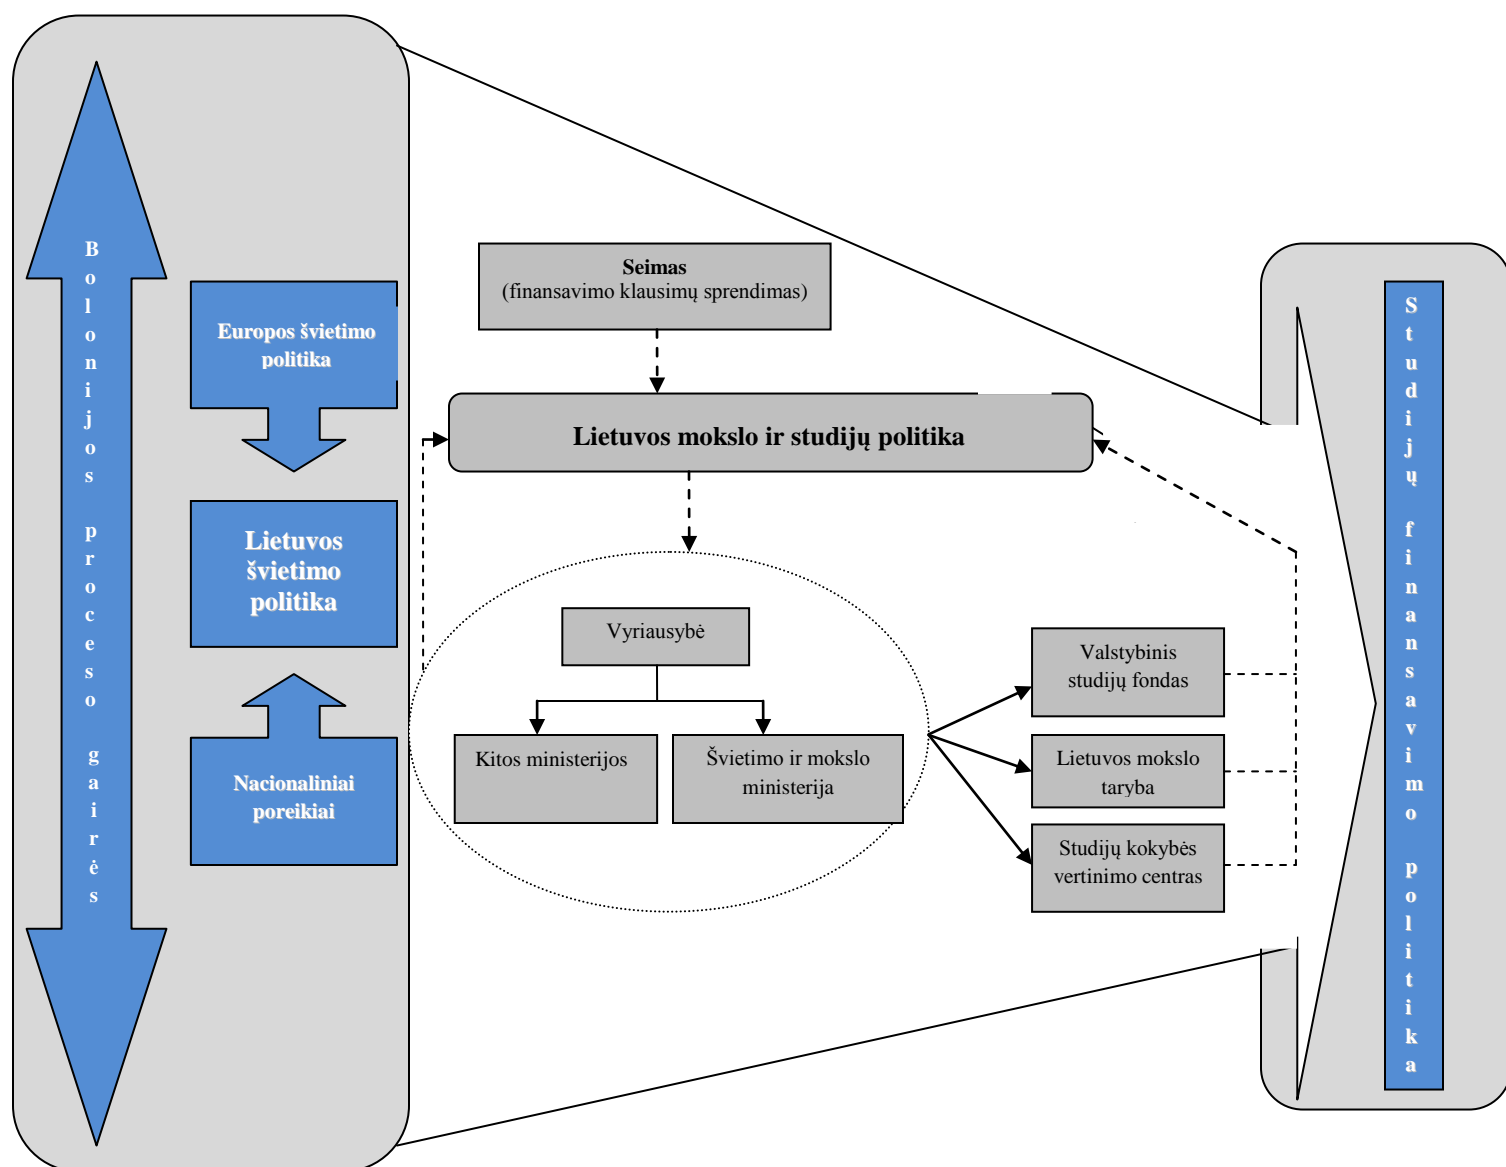 Bolonijos proceso gairės
Europos švietimo
politika
Lietuvos
švietimo
politika
Nacionaliniai
poreikiai
Seimas
(finansavimo klausimų sprendimas)
Lietuvos mokslo ir studijų politika
Vyriausybė
Kitos ministerijos
Švietimo ir mokslo
ministerija
Valstybinis
studijų fondas
Lietuvos mokslo
taryba
Studijų kokybės
vertinimo centras
Studijų finansavimo politika